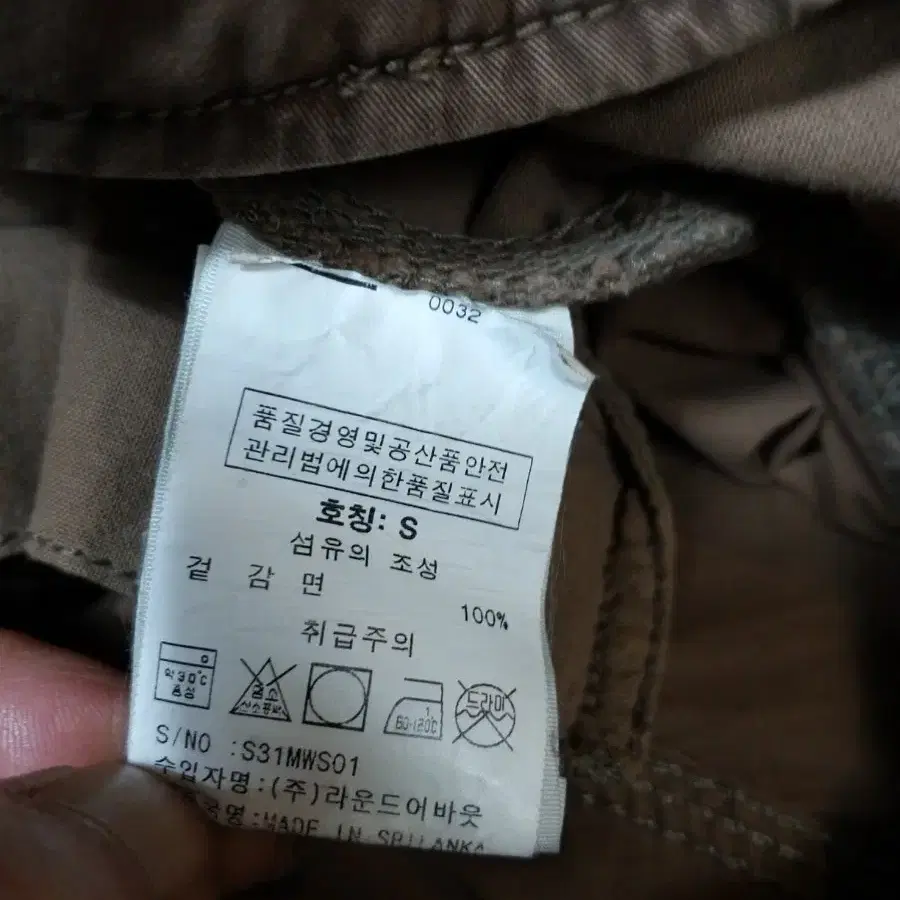 0032
품질경영및공산품안전
관리법에의한품질표시
호칭: S
섬유의 조성
겉 감 면
100%
취급주의
약30℃
중성
염소
산소표백
드라이
S/NO :S31MWS01
수입자명:(주)라운드어바웃
MADE IN SRILANKA